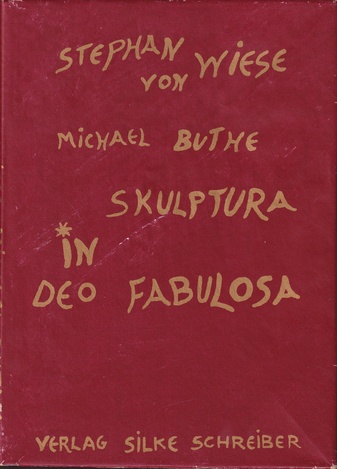 STEPHAN
VON WIESE
MICHAEL BUTHE
SKULPTURA
*IN
DEO FABULOSA
VERLAG SILKE SCHREIBER